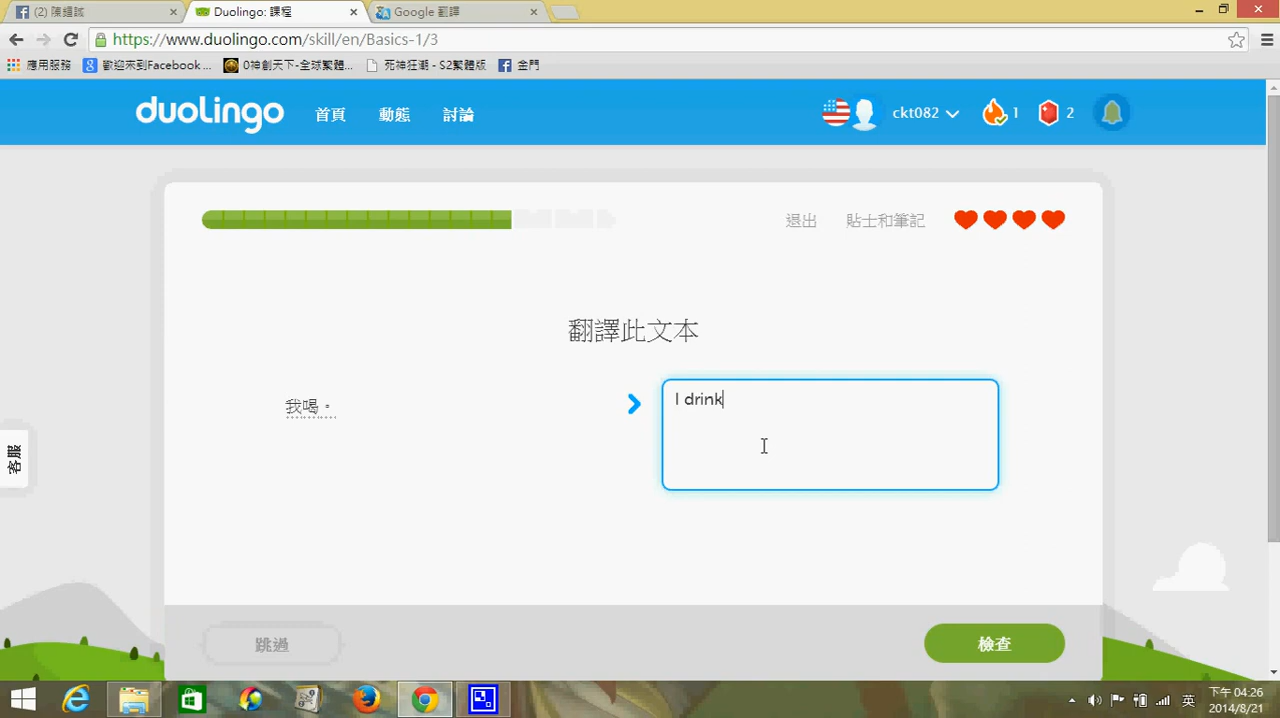 (2) 陳緝誠
Duolingo: 課程
Google 翻譯
https://www.duolingo.com/skill/en/Basics-1/3
應用服務
歡迎來到Facebook ...
0神創天下-全球繁體...
死神狂潮 - S2繁體版
金門
duolingo
首頁
動態
討論
ckt082
1
2
退出
貼士和筆記
翻譯此文本
我喝。
I drink
客服
跳過
檢查
英
下午 04:26
2014/8/21